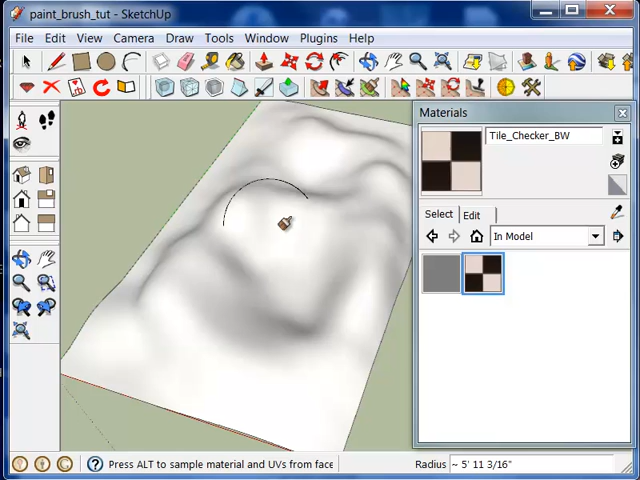 paint_brush_tut - SketchUp
File Edit View Camera Draw Tools Window Plugins Help
Materials
Tile_Checker_BW
Select Edit
In Model
Press ALT to sample material and UVs from face
Radius ~ 5' 11 3/16"